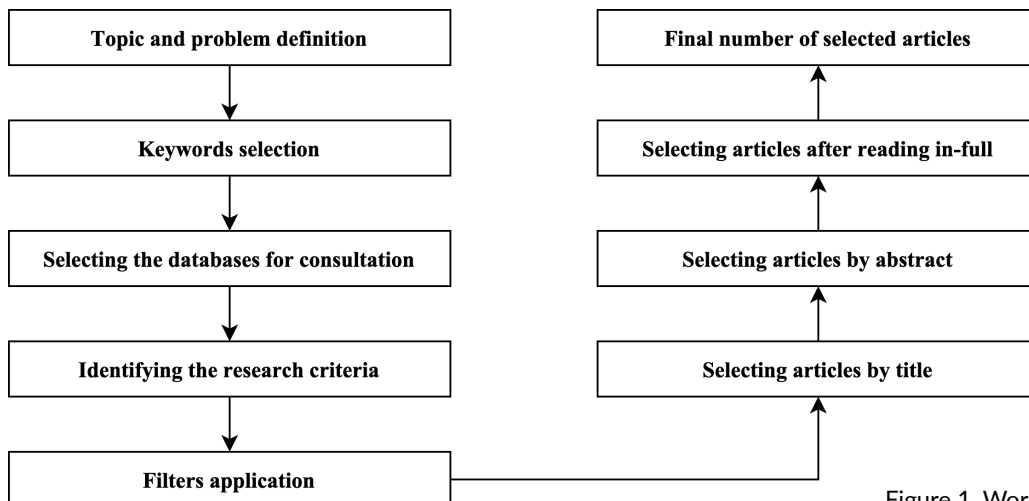 Topic and problem definition
Keywords selection
Selecting the databases for consultation
Identifying the research criteria
Filters application
Final number of selected articles
Selecting articles after reading in-full
Selecting articles by abstract
Selecting articles by title
Figure 1. Wor